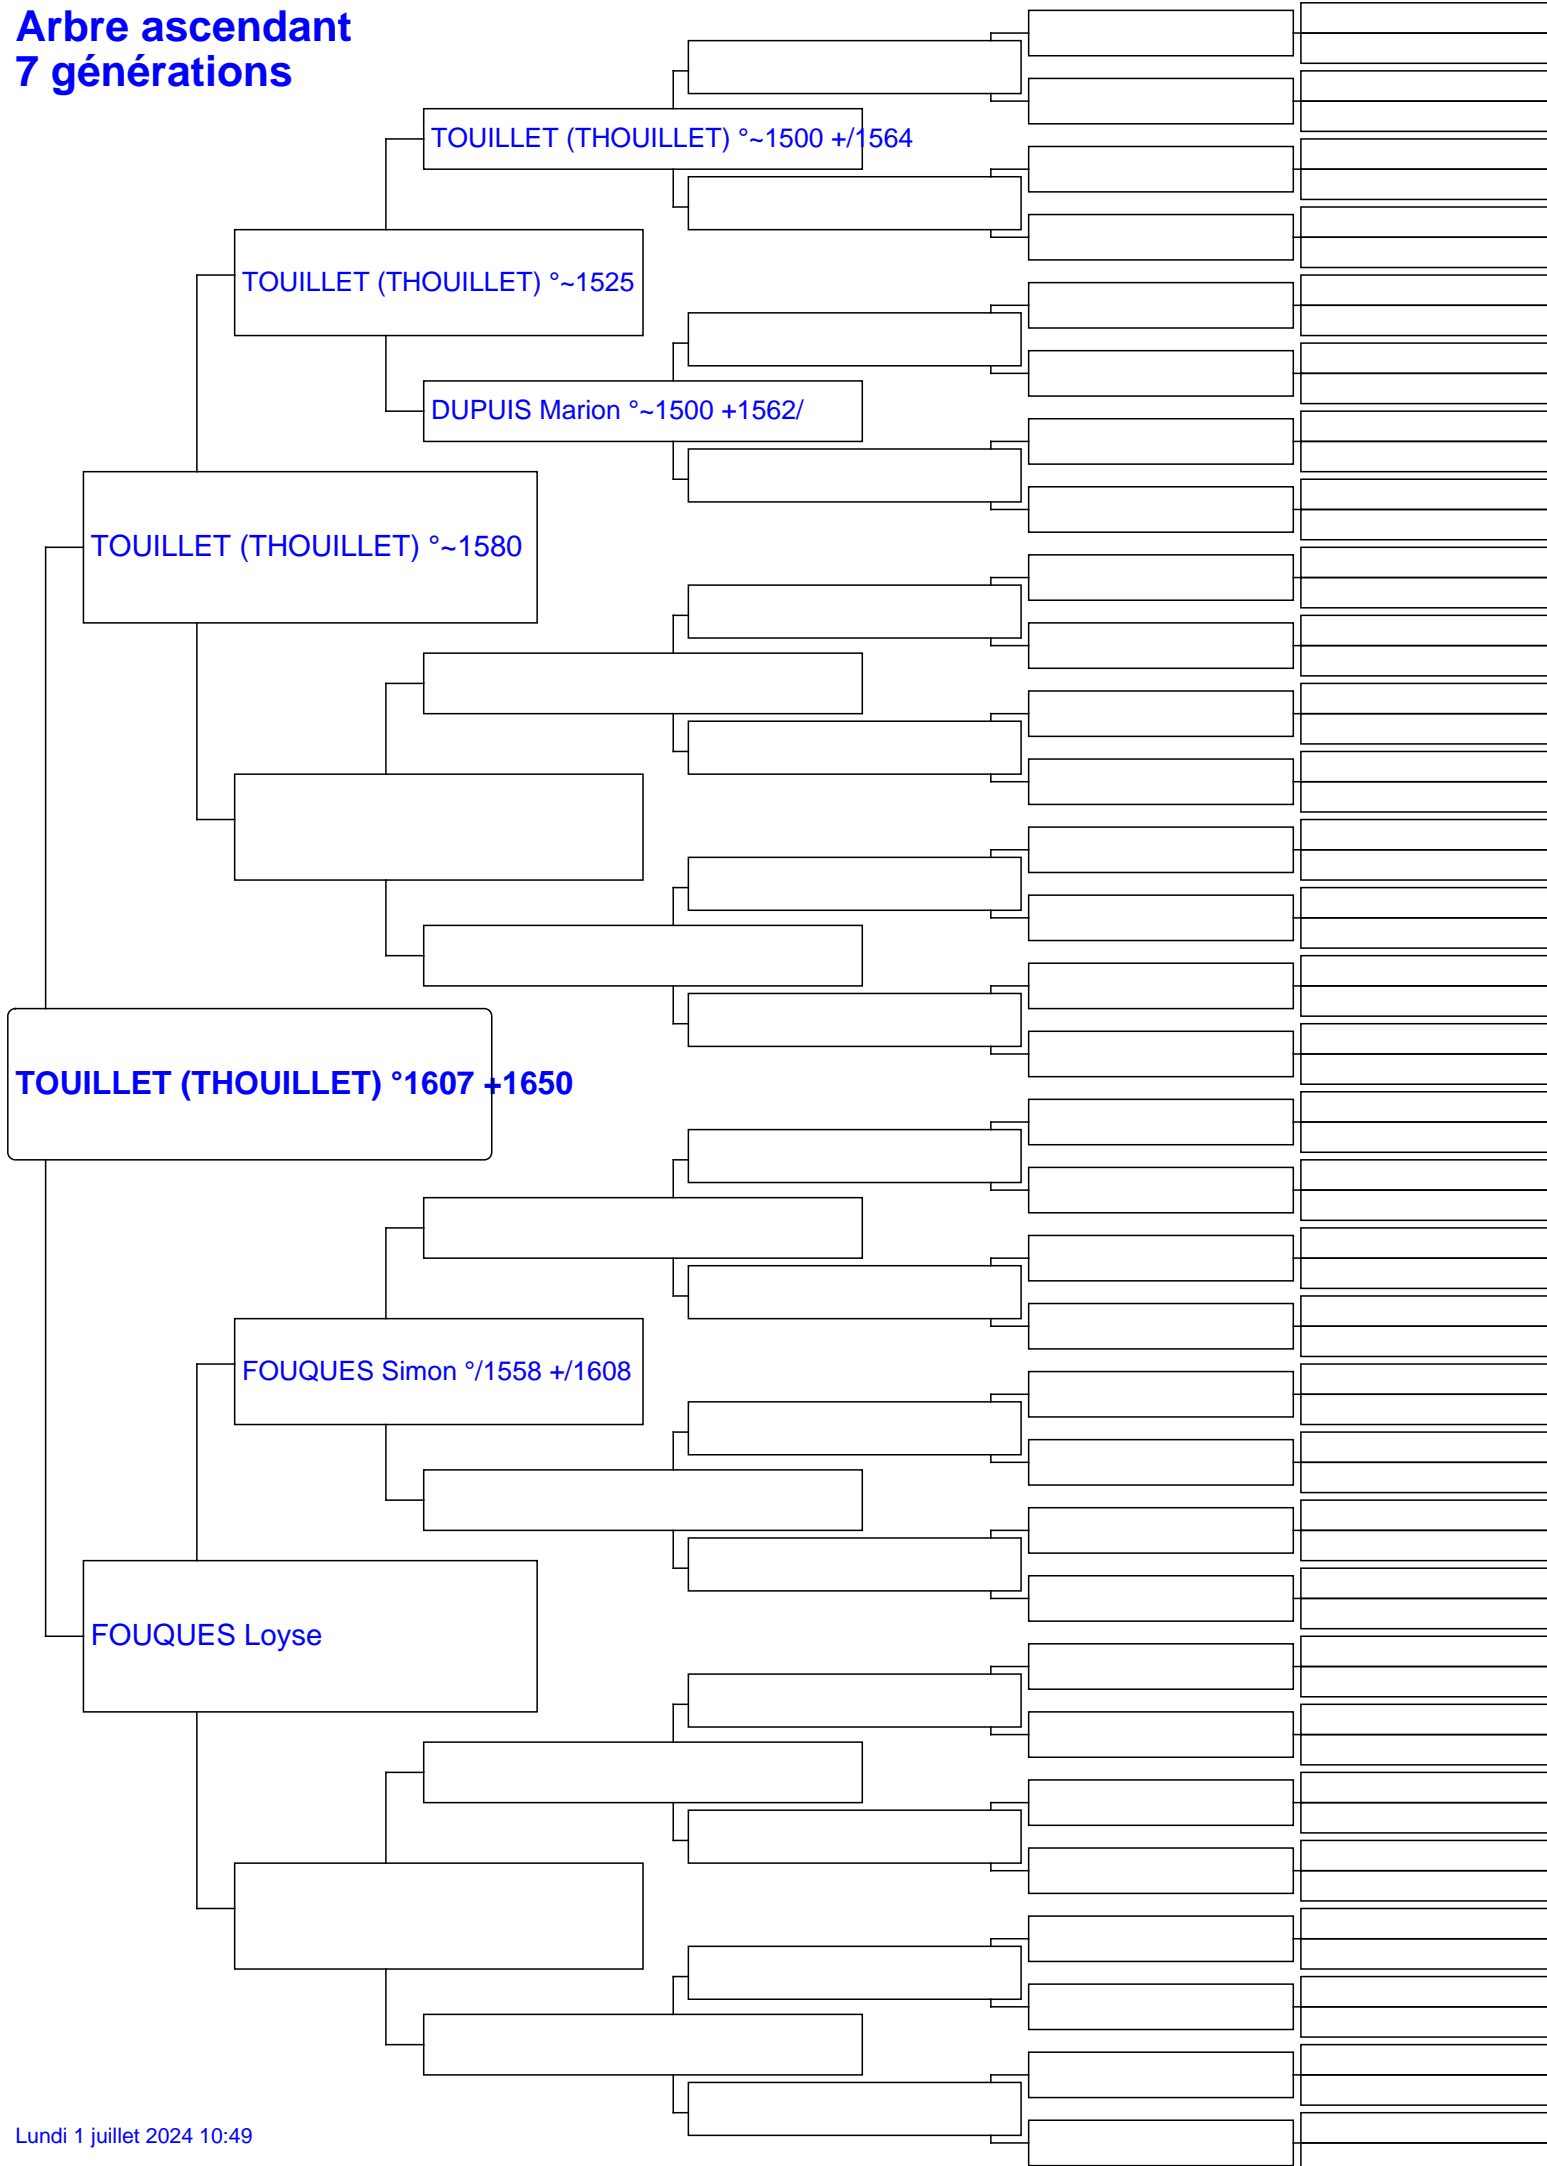 Arbre ascendant
7 générations
TOUILLET (THOUILLET) °~1500 +/1564
TOUILLET (THOUILLET) °~1525
DUPUIS Marion °~1500 +1562/
TOUILLET (THOUILLET) °~1580
TOUILLET (THOUILLET) °1607 +1650
FOUQUES Simon °/1558 +/1608
FOUQUES Loyse
Lundi 1 juillet 2024 10:49